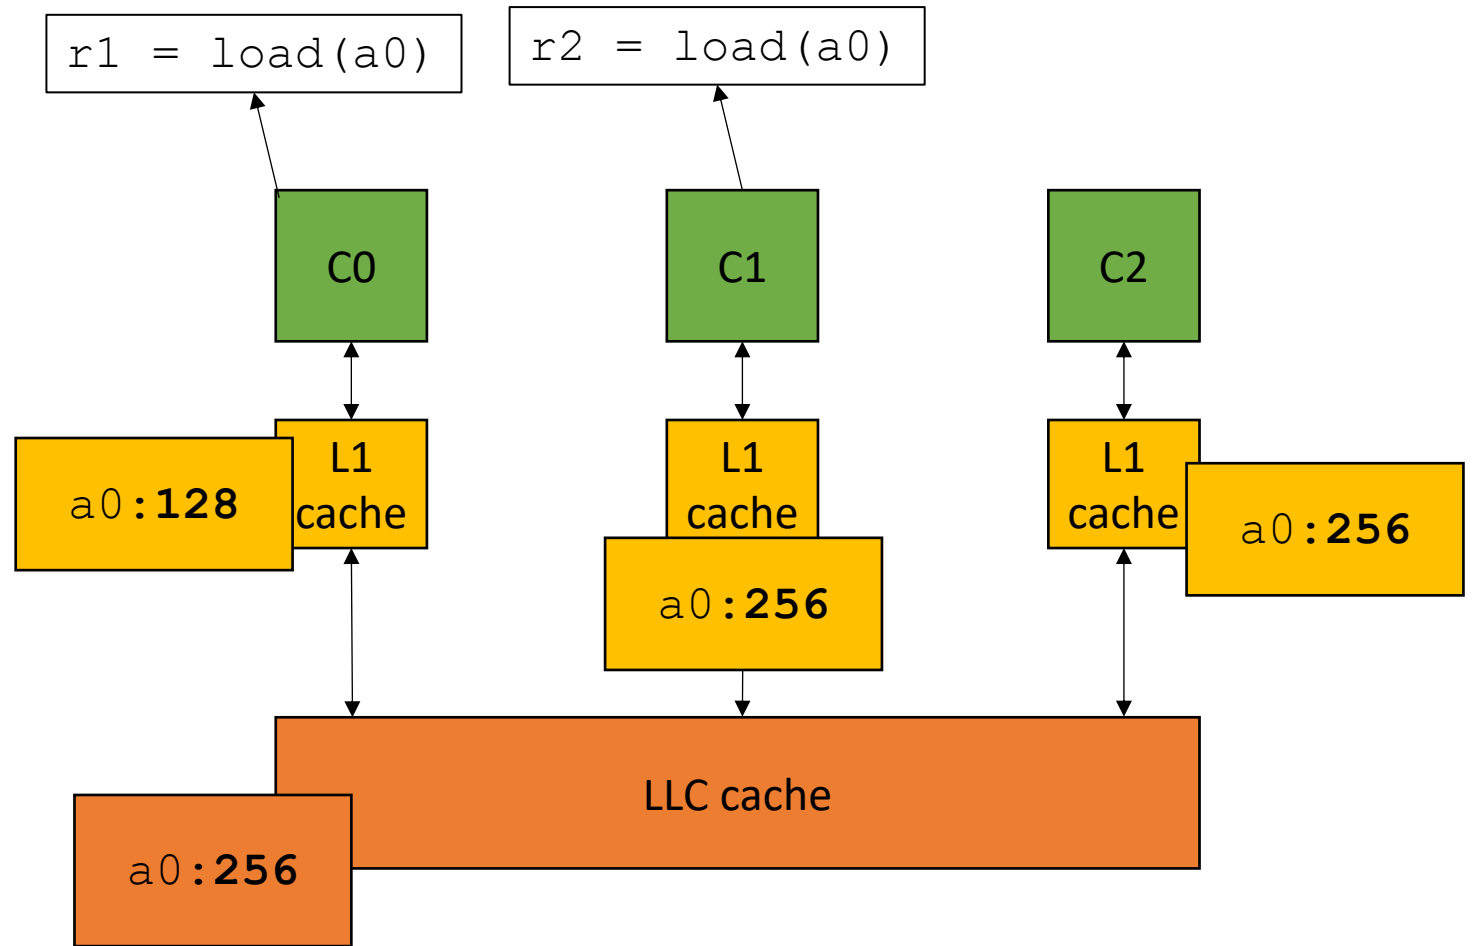 r1 = load(a0)
r2 = load(a0)
C0
C1
C2
L1
cache
L1
cache
L1
cache
a0:128
a0:256
a0:256
LLC cache
a0:256